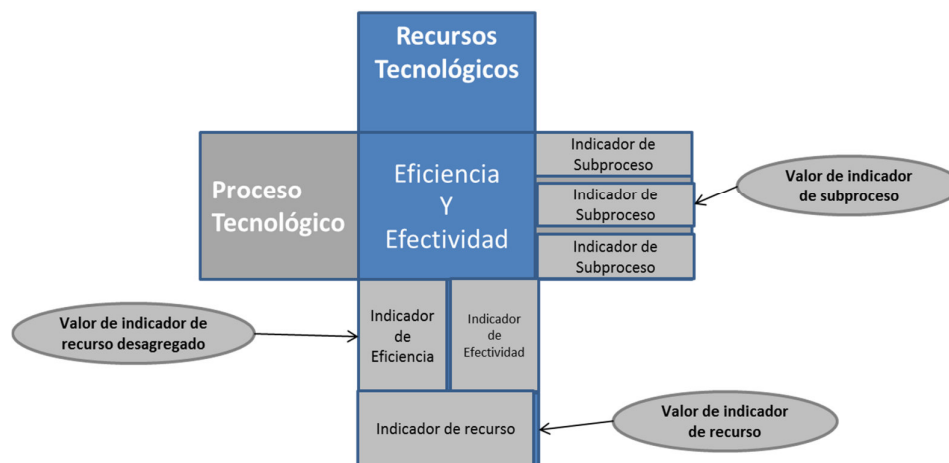 Recursos
Tecnológicos
Proceso
Tecnológico
Eficiencia
Y
Efectividad
Indicador de
Subproceso
Indicador de
Subproceso
Indicador de
Subproceso
Valor de indicador
de subproceso
Valor de indicador de
recurso desagregado
Indicador
de
Eficiencia
Indicador
de
Efectividad
Indicador de recurso
Valor de indicador
de recurso